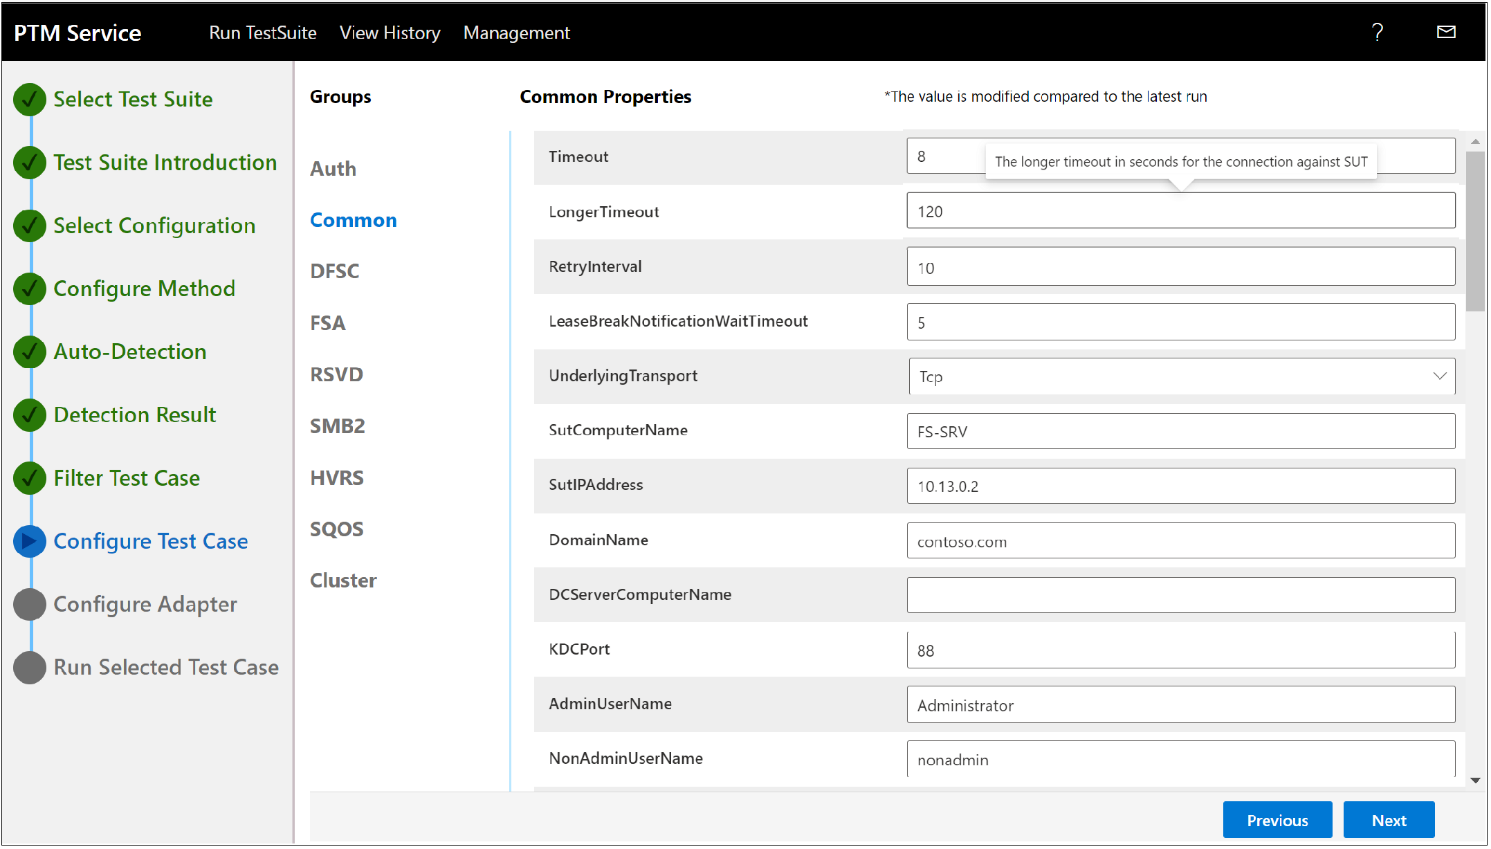 PTM Service
Run TestSuite
View History
Management
?
Select Test Suite
Test Suite Introduction
Select Configuration
Configure Method
Auto-Detection
Detection Result
Filter Test Case
Configure Test Case
Configure Adapter
Run Selected Test Case
Groups
Auth
Common
DFSC
FSA
RSVD
SMB2
HVRS
SQOS
Cluster
Common Properties
*The value is modified compared to the latest run
Timeout
8
The longer timeout in seconds for the connection against SUT
LongerTimeout
120
RetryInterval
10
LeaseBreakNotificationWaitTimeout
5
UnderlyingTransport
Tcp
SutComputerName
FS-SRV
SutIPAddress
10.13.0.2
DomainName
contoso.com
DCServerComputerName
KDCPort
88
AdminUserName
Administrator
NonAdminUserName
nonadmin
Previous
Next